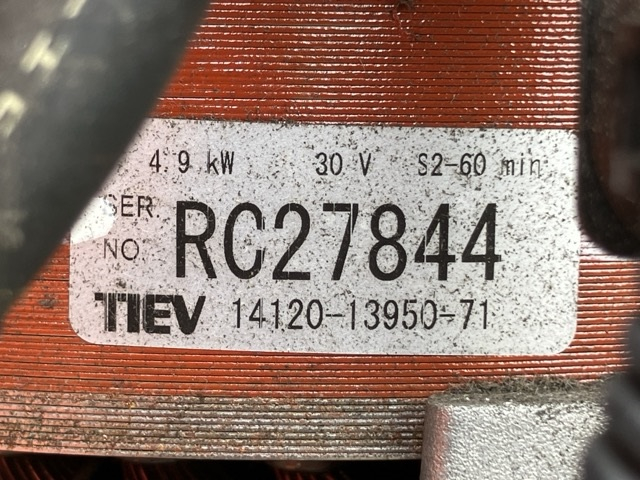 4.9 kW 30 V S2-60 min
SER.
NO. RC27844
TIEV 14120-13950-71